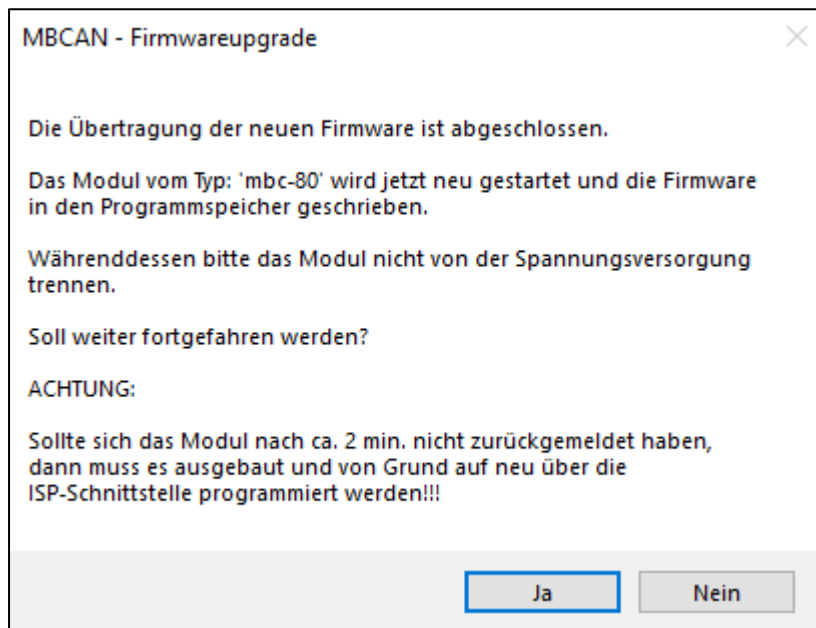 MBCAN - Firmwareupgrade
Die Übertragung der neuen Firmware ist abgeschlossen.
Das Modul vom Typ: 'mbc-80' wird jetzt neu gestartet und die Firmware
in den Programmspeicher geschrieben.
Währenddessen bitte das Modul nicht von der Spannungsversorgung
trennen.
Soll weiter fortgefahren werden?
ACHTUNG:
Sollte sich das Modul nach ca. 2 min. nicht zurückgemeldet haben,
dann muss es ausgebaut und von Grund auf neu über die
ISP-Schnittstelle programmiert werden!!!
Ja
Nein